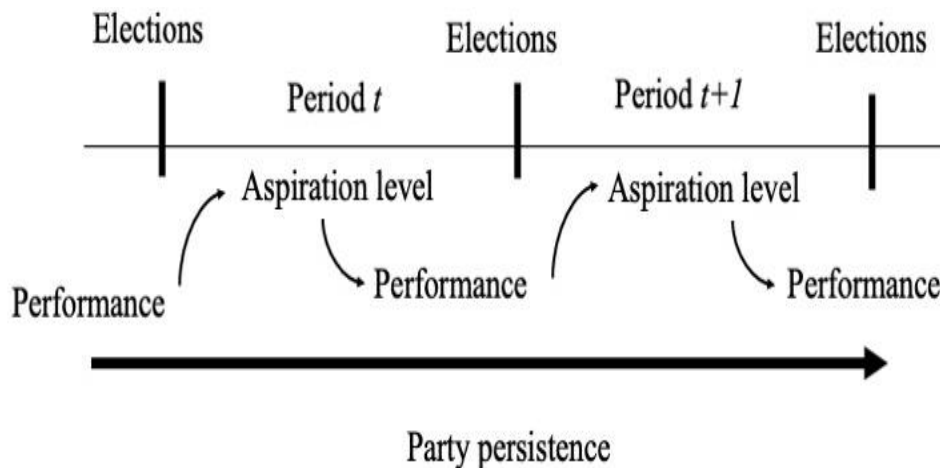 Elections
Elections
Elections
Period t
Period t+1
Aspiration level
Aspiration level
Performance
Performance
Performance
Party persistence